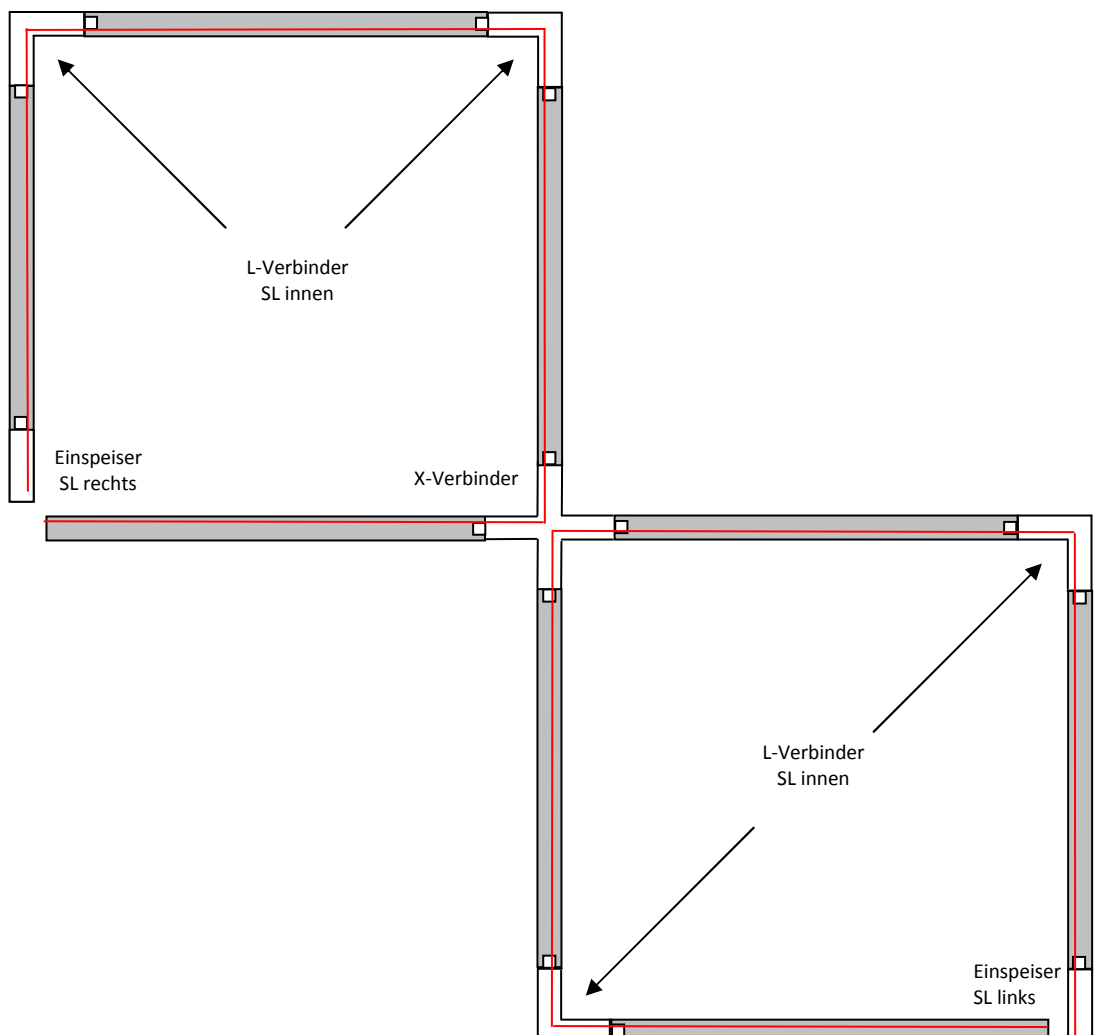 L-Verbinder
SL innen
Einspeiser
SL rechts
X-Verbinder
L-Verbinder
SL innen
Einspeiser
SL links